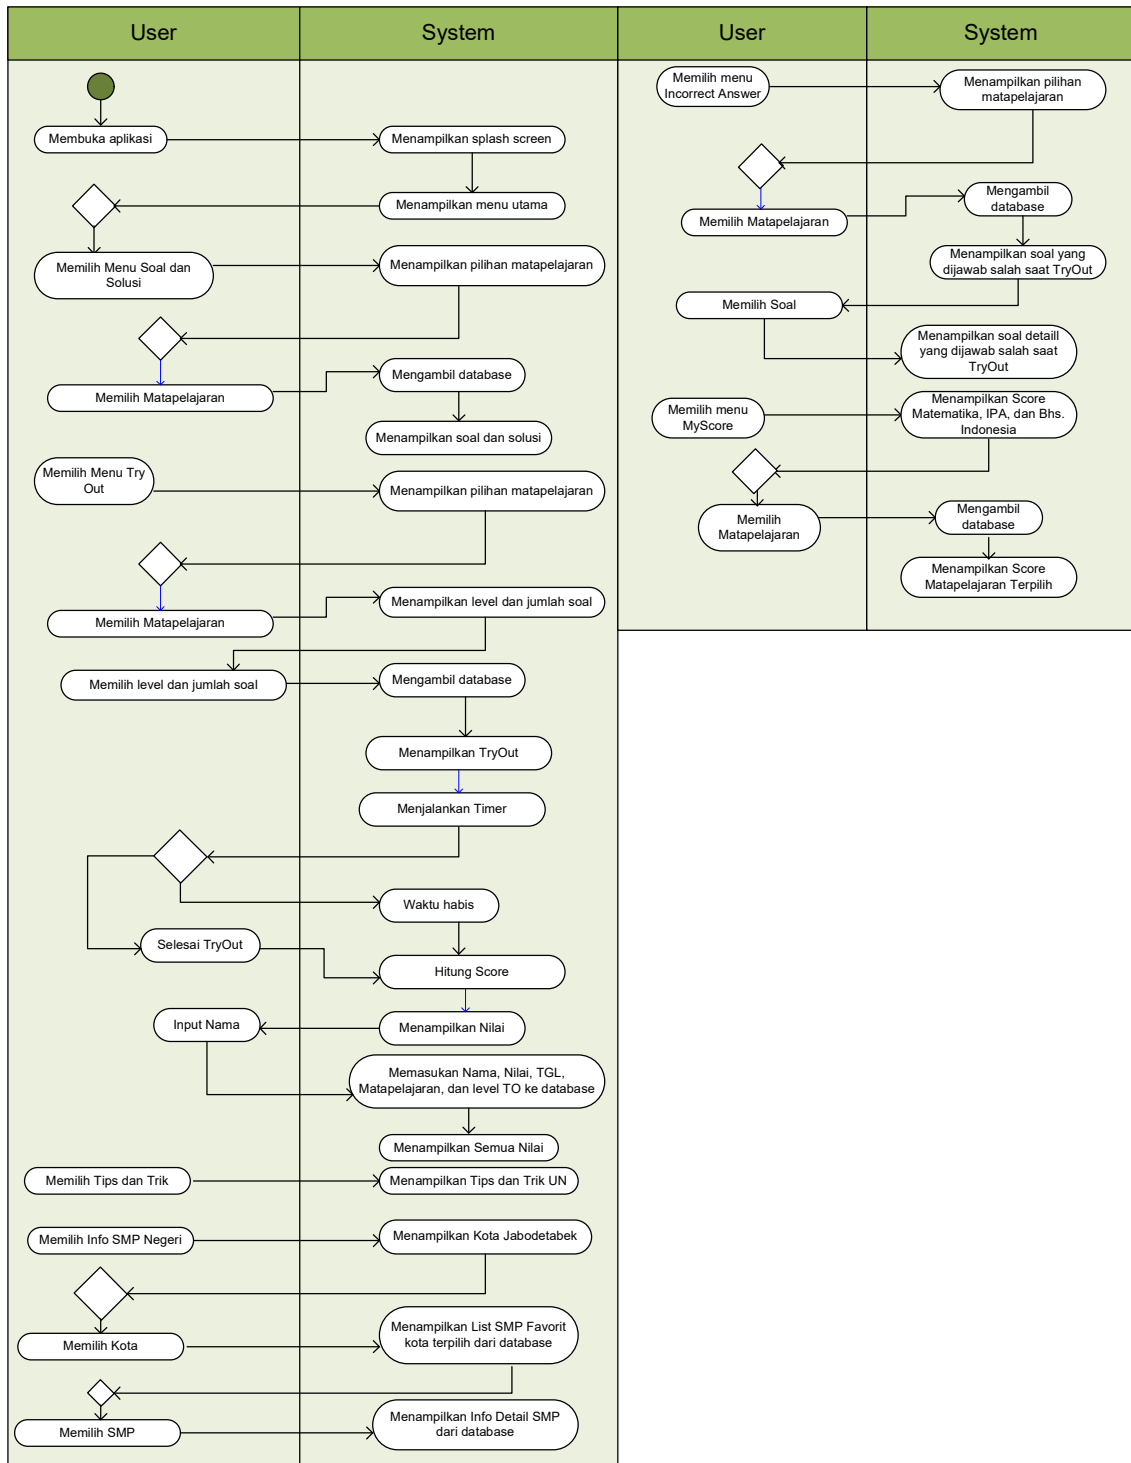 User
System
Membuka aplikasi
Menampilkan splash screen
Menampilkan menu utama
Memilih Menu Soal dan
Solusi
Menampilkan pilihan matapelajaran
Memilih Matapelajaran
Mengambil database
Menampilkan soal dan solusi
Memilih Menu Try
Out
Menampilkan pilihan matapelajaran
Memilih Matapelajaran
Menampilkan level dan jumlah soal
Memilih level dan jumlah soal
Mengambil database
Menampilkan TryOut
Menjalankan Timer
Waktu habis
Selesai TryOut
Hitung Score
Input Nama
Menampilkan Nilai
Memasukan Nama, Nilai, TGL,
Matapelajaran, dan level TO ke database
Menampilkan Semua Nilai
Memilih Tips dan Trik
Menampilkan Tips dan Trik UN
Memilih Info SMP Negeri
Menampilkan Kota Jabodetabek
Memilih Kota
Menampilkan List SMP Favorit
kota terpilih dari database
Memilih SMP
Menampilkan Info Detail SMP
dari database
User
System
Memilih menu
Incorrect Answer
Menampilkan pilihan
matapelajaran
Memilih Matapelajaran
Mengambil
database
Menampilkan soal yang
dijawab salah saat TryOut
Memilih Soal
Menampilkan soal detaill
yang dijawab salah saat
TryOut
Memilih menu
MyScore
Menampilkan Score
Matematika, IPA, dan Bhs.
Indonesia
Memilih
Matapelajaran
Mengambil
database
Menampilkan Score
Matapelajaran Terpilih